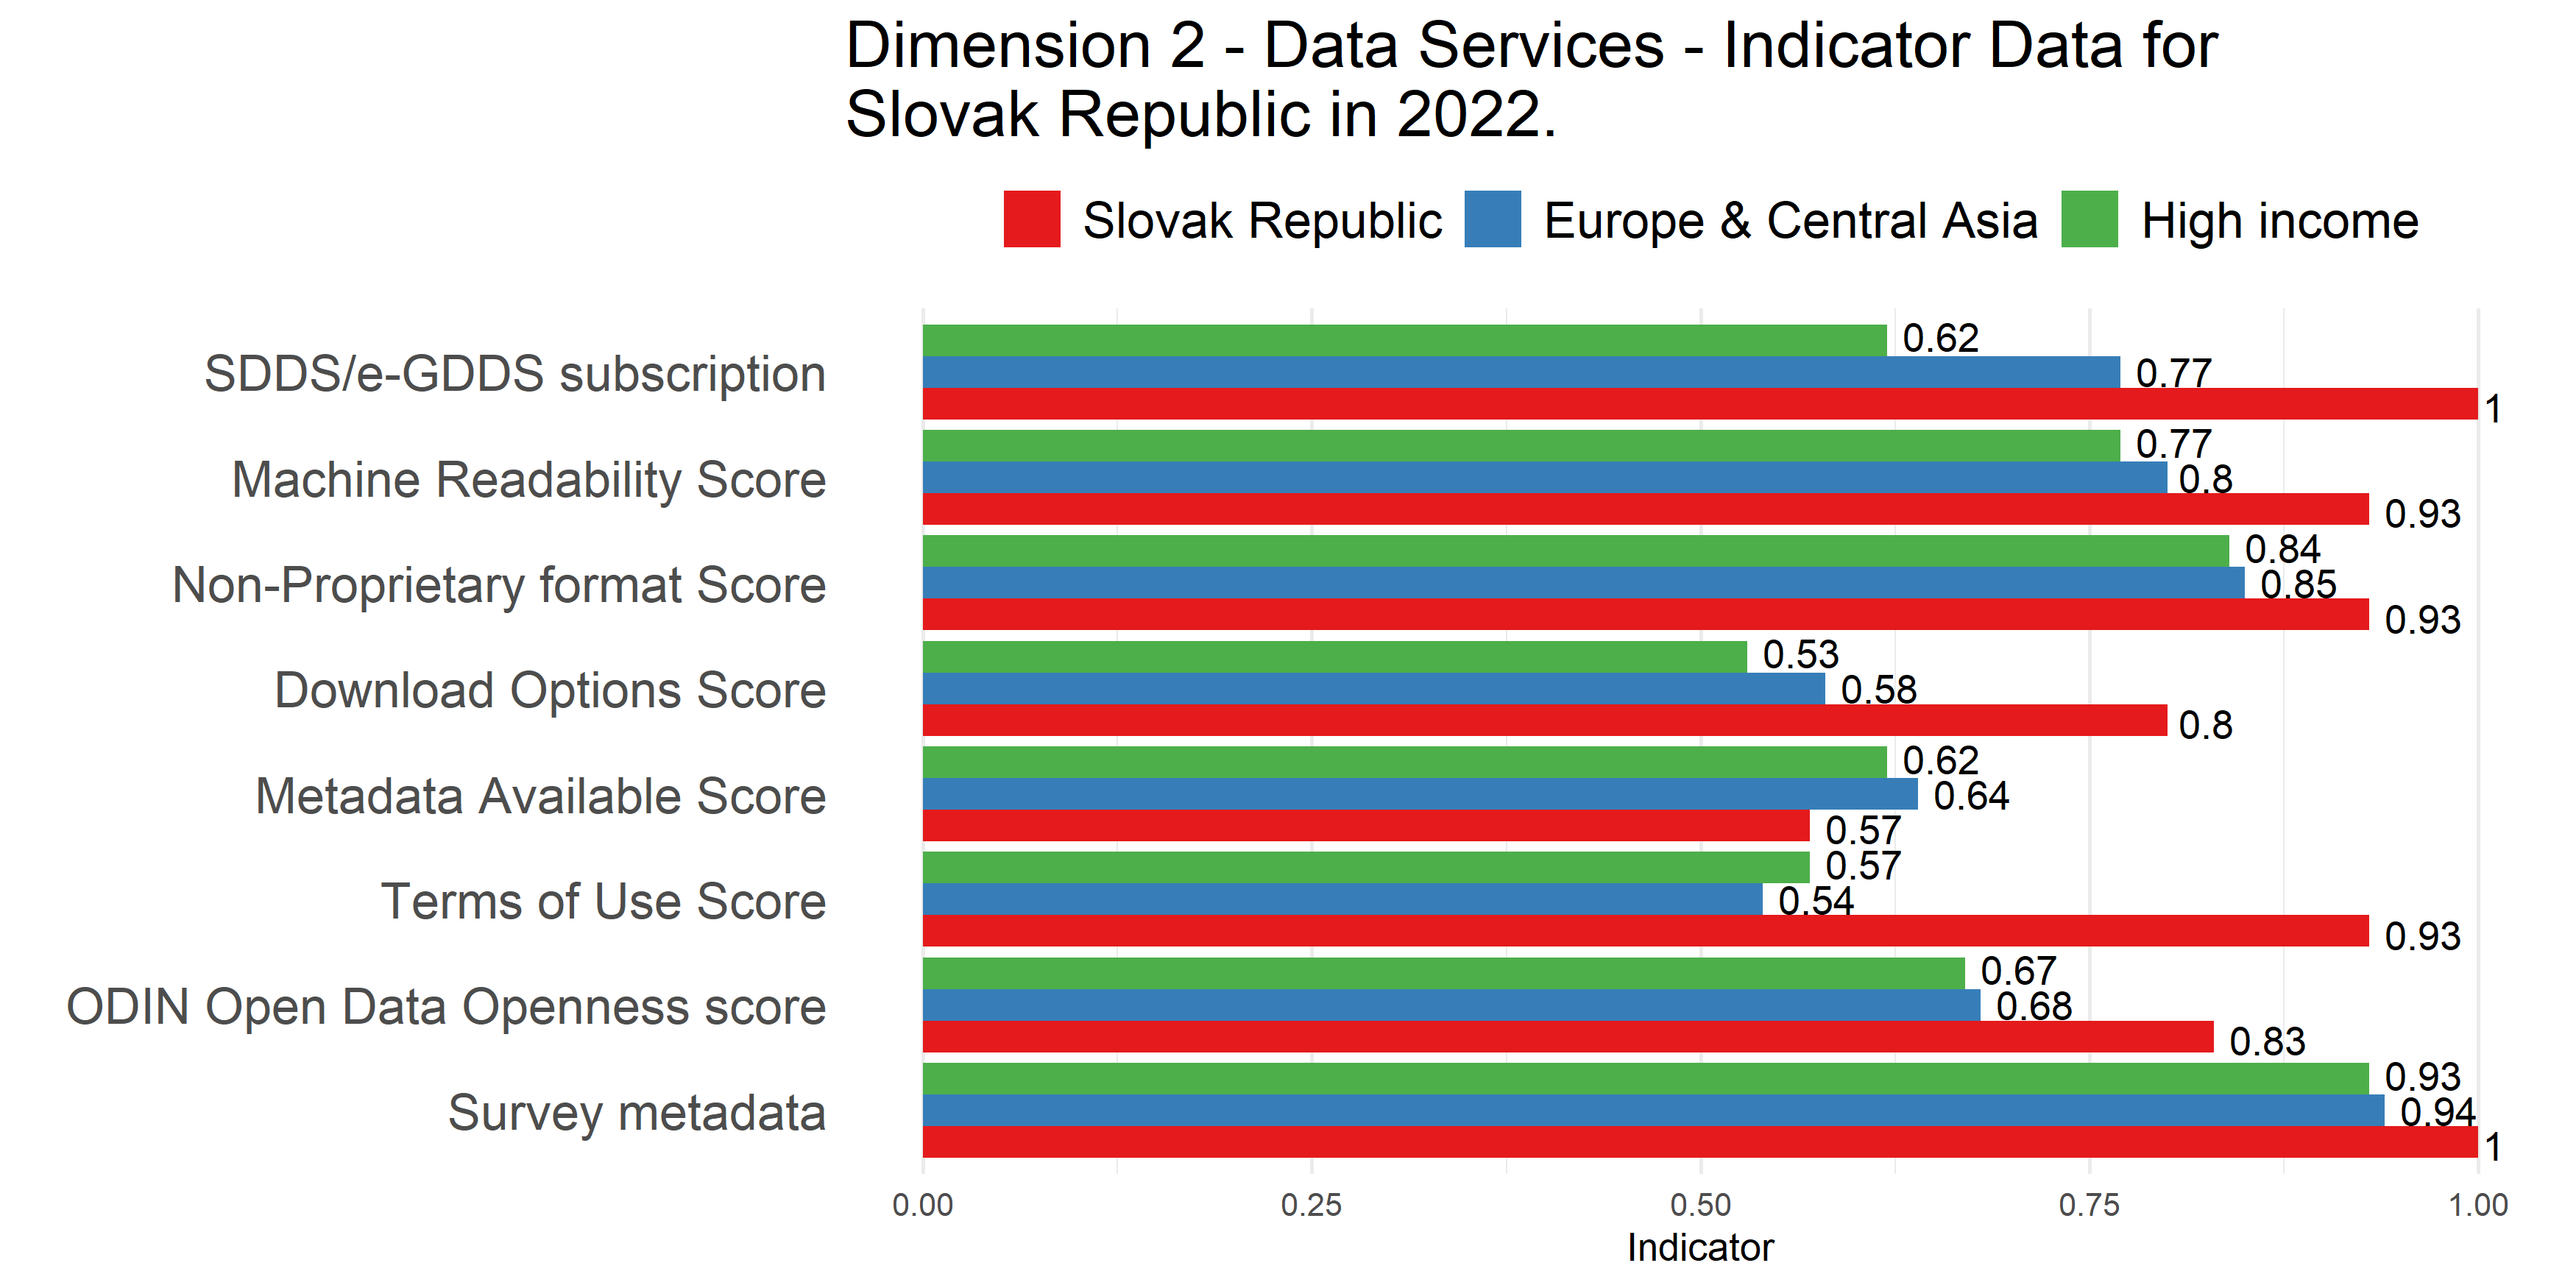 Dimension 2 - Data Services - Indicator Data for
Slovak Republic in 2022.
Slovak Republic
Europe & Central Asia
High income
SDDS/e-GDDS subscription
0.62
0.77
1
Machine Readability Score
0.77
0.8
0.93
Non-Proprietary format Score
0.84
0.85
0.93
Download Options Score
0.53
0.58
0.8
Metadata Available Score
0.62
0.64
0.57
Terms of Use Score
0.57
0.54
0.93
ODIN Open Data Openness score
0.67
0.68
0.83
Survey metadata
0.93
0.94
1
0.00 0.25 0.50 0.75 1.00
Indicator